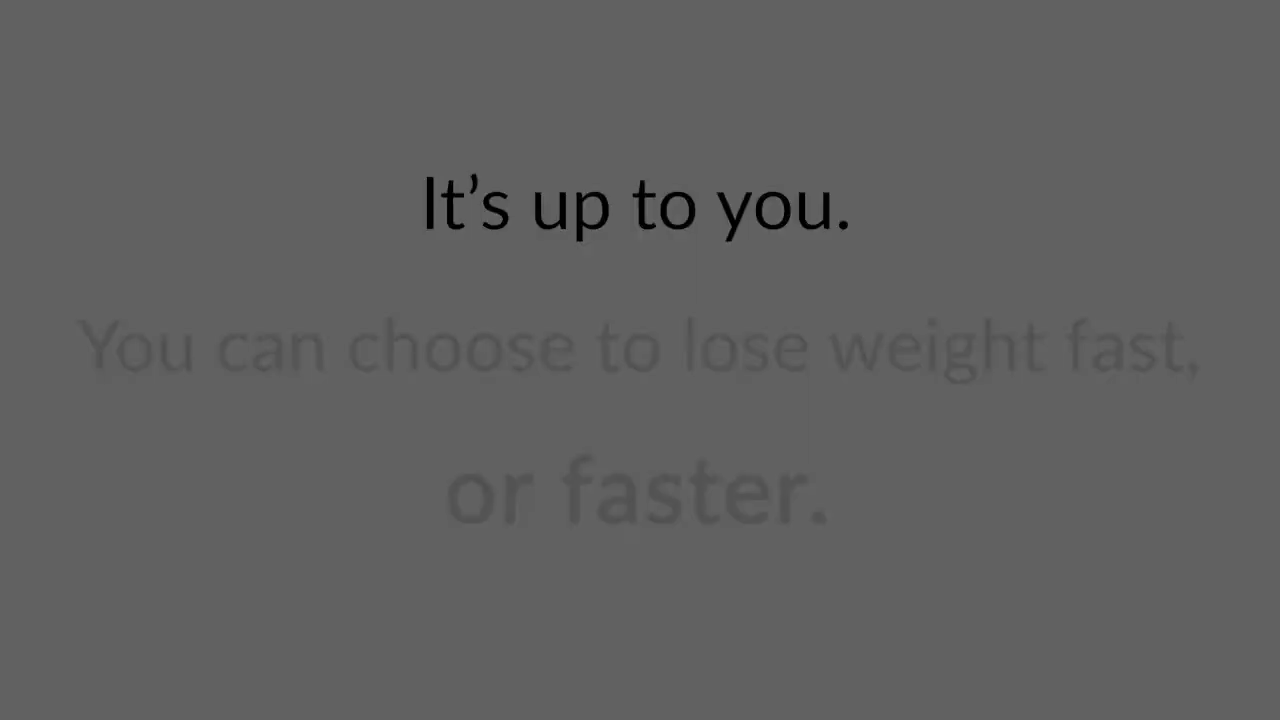 It’s up to you.
You can choose to lose weight fast,
or faster.